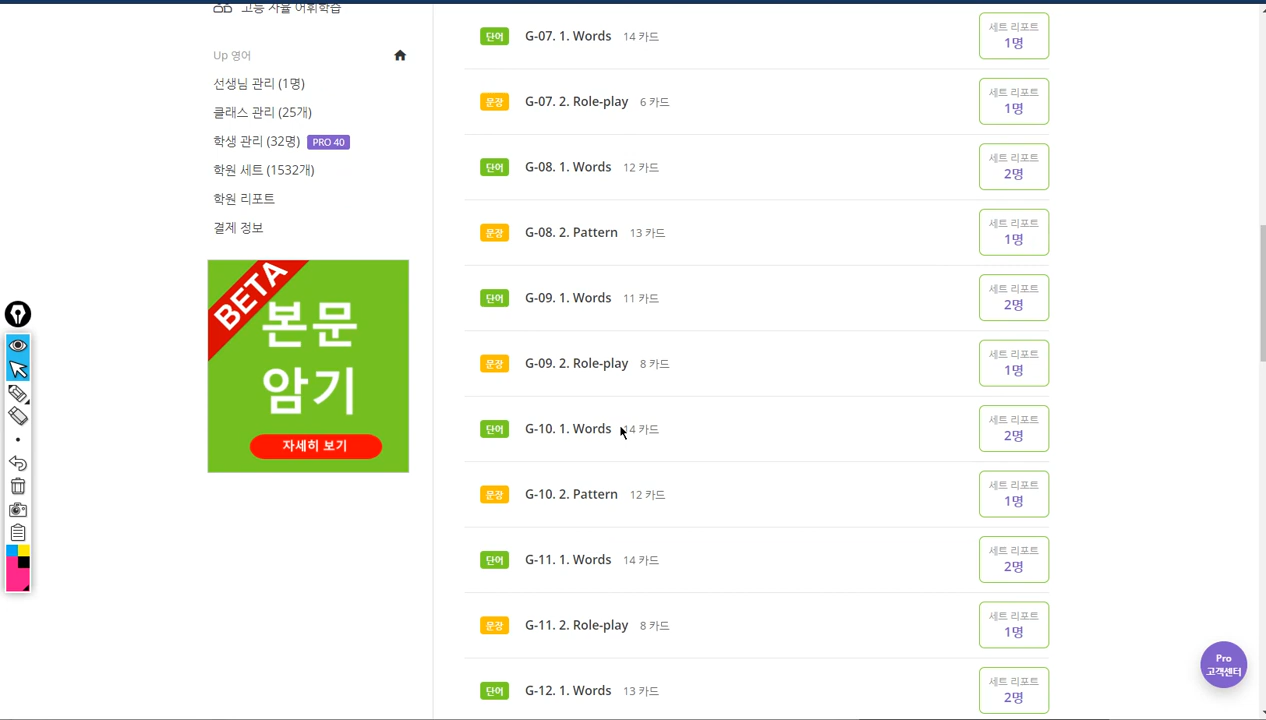 고등 자율 어휘학습
Up 영어
선생님 관리 (1명)
클래스 관리 (25개)
학생 관리 (32명) PRO 40
학원 세트 (1532개)
학원 리포트
결제 정보
BETA
본문
암기
자세히 보기
단어 G-07. 1. Words 14 카드 세트 리포트
1명
문장 G-07. 2. Role-play 6 카드 세트 리포트
1명
단어 G-08. 1. Words 12 카드 세트 리포트
2명
문장 G-08. 2. Pattern 13 카드 세트 리포트
1명
단어 G-09. 1. Words 11 카드 세트 리포트
2명
문장 G-09. 2. Role-play 8 카드 세트 리포트
1명
단어 G-10. 1. Words 14 카드 세트 리포트
2명
문장 G-10. 2. Pattern 12 카드 세트 리포트
1명
단어 G-11. 1. Words 14 카드 세트 리포트
2명
문장 G-11. 2. Role-play 8 카드 세트 리포트
1명
단어 G-12. 1. Words 13 카드 세트 리포트
2명
Pro
고객센터